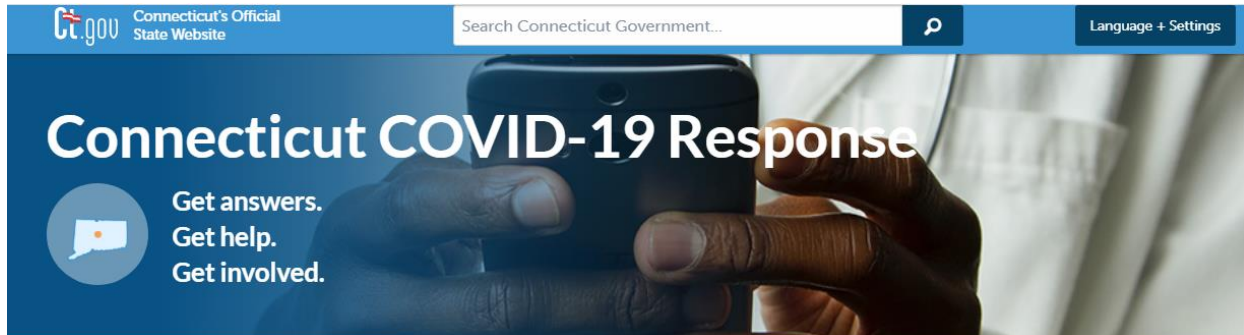 Ct.gov
Connecticut's Official
State Website
Search Connecticut Government...
Language + Settings
Connecticut COVID-19 Response
Get answers.
Get help.
Get involved.